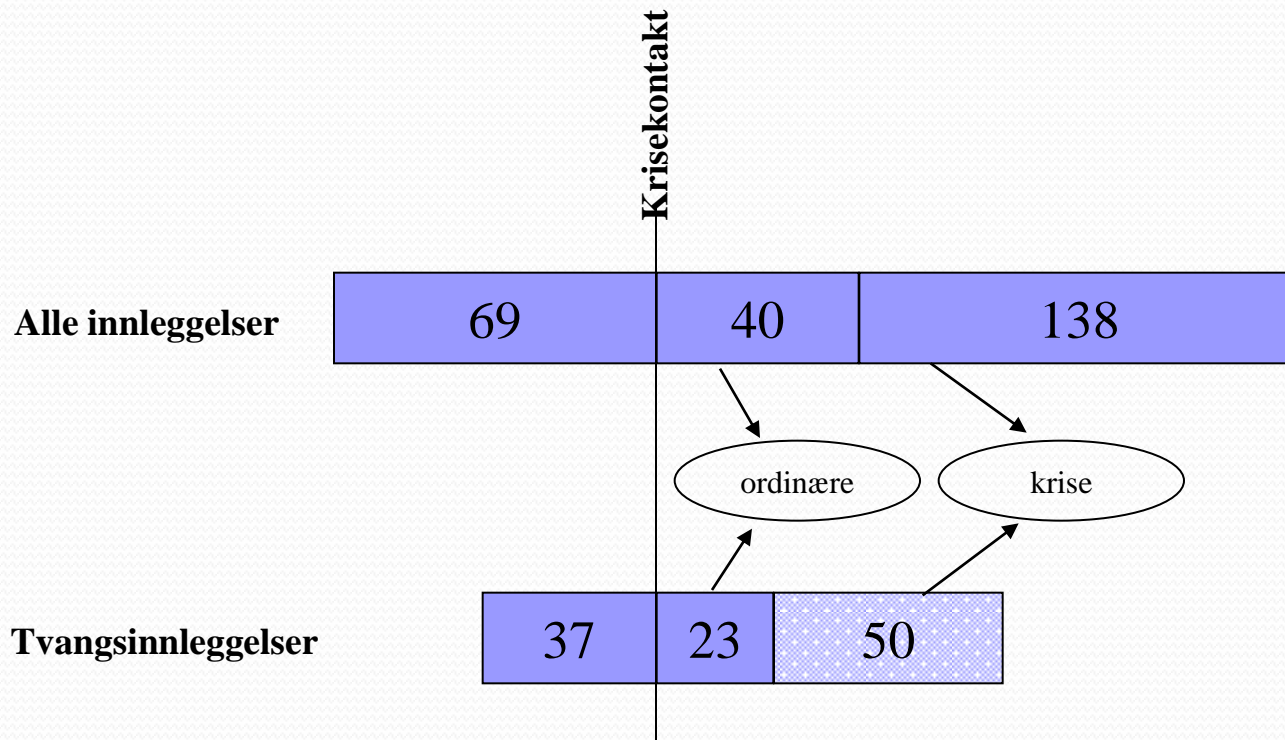 Krisekontakt
Alle innleggelser
69
40
138
ordinære
krise
Tvangsinnleggelser
37
23
50